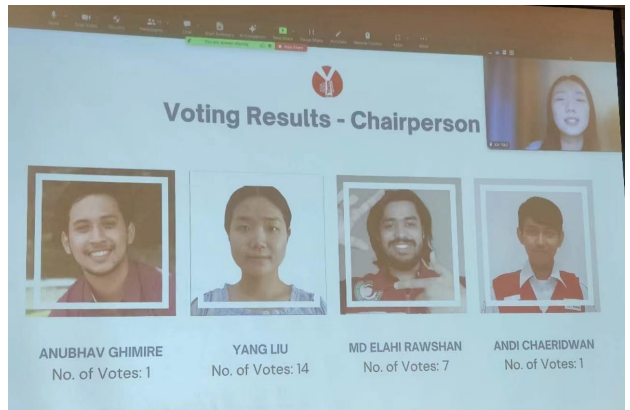 Participants
Voting Results - Chairperson
ANUBHAV GHIMIRE
No. of Votes: 1
YANG LIU
No. of Votes: 14
MD ELAHI RAWSHAN
No. of Votes: 7
ANDI CHAERIDWAN
No. of Votes: 1